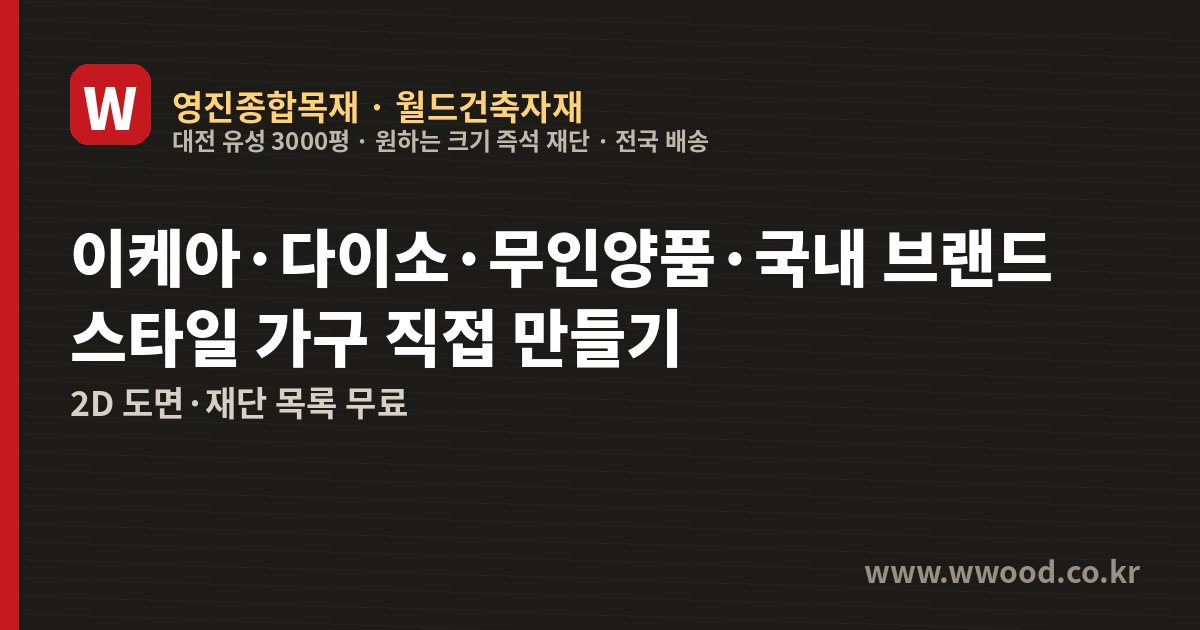 W
영진종합목재 · 월드건축자재
대전 유성 3000평 · 원하는 크기 즉석 재단 · 전국 배송
이케아·다이소·무인양품·국내 브랜드
스타일 가구 직접 만들기
2D 도면·재단 목록 무료
www.wwood.co.kr